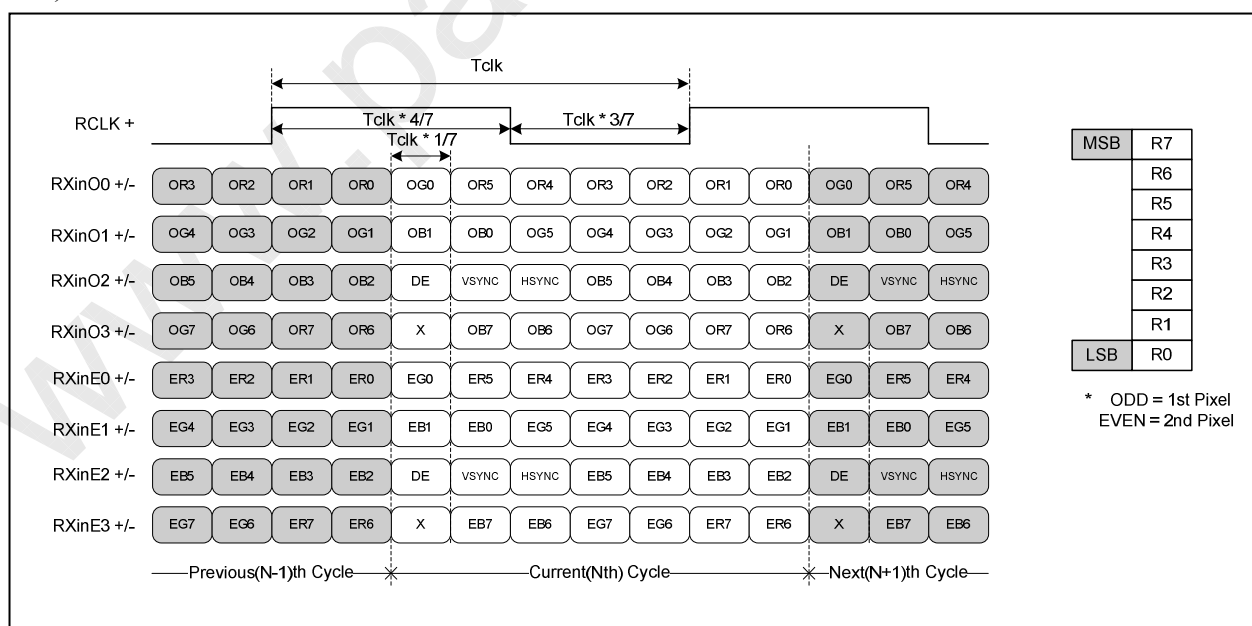 Tclk
RCLK +
Tclk * 4/7
Tclk * 3/7
Tclk * 1/7
RXinO0 +/- OR3 OR2 OR1 OR0 OG0 OR5 OR4 OR3 OR2 OR1 OR0 OG0 OR5 OR4
RXinO1 +/- OG4 OG3 OG2 OG1 OB1 OB0 OG5 OG4 OG3 OG2 OG1 OB1 OB0 OG5
RXinO2 +/- OB5 OB4 OB3 OB2 DE VSYNC HSYNC OB5 OB4 OB3 OB2 DE VSYNC HSYNC
RXinO3 +/- OG7 OG6 OR7 OR6 X OB7 OB6 OG7 OG6 OR7 OR6 X OB7 OB6
RXinE0 +/- ER3 ER2 ER1 ER0 EG0 ER5 ER4 ER3 ER2 ER1 ER0 EG0 ER5 ER4
RXinE1 +/- EG4 EG3 EG2 EG1 EB1 EB0 EG5 EG4 EG3 EG2 EG1 EB1 EB0 EG5
RXinE2 +/- EB5 EB4 EB3 EB2 DE VSYNC HSYNC EB5 EB4 EB3 EB2 DE VSYNC HSYNC
RXinE3 +/- EG7 EG6 ER7 ER6 X EB7 EB6 EG7 EG6 ER7 ER6 X EB7 EB6
Previous(N-1)th Cycle Current(Nth) Cycle Next(N+1)th Cycle
MSB R7
R6
R5
R4
R3
R2
R1
LSB R0
* ODD = 1st Pixel
EVEN = 2nd Pixel
www.pa